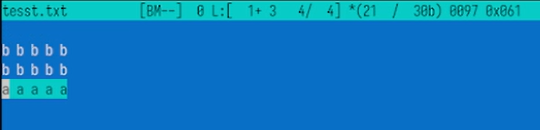 tesst.txt [BM--] 0 L:[ 1+ 3 4/ 4] *(21 / 30b) 0097 0x061
b b b b b
b b b b b
a a a a a